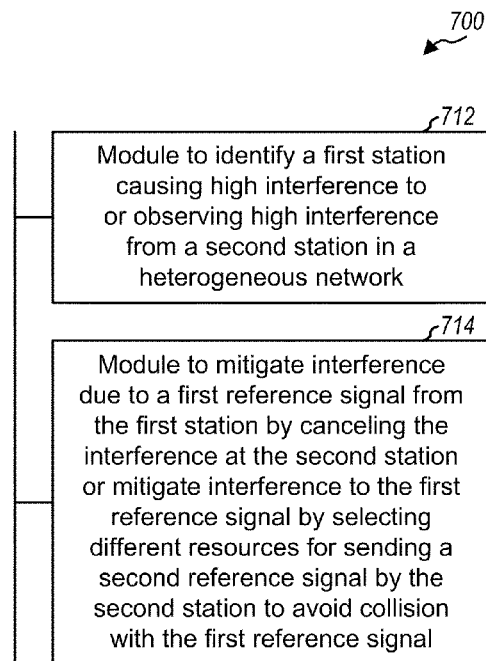 700
712
Module to identify a first station
causing high interference to
or observing high interference
from a second station in a
heterogeneous network
714
Module to mitigate interference
due to a first reference signal from
the first station by canceling the
interference at the second station
or mitigate interference to the first
reference signal by selecting
different resources for sending a
second reference signal by the
second station to avoid collision
with the first reference signal